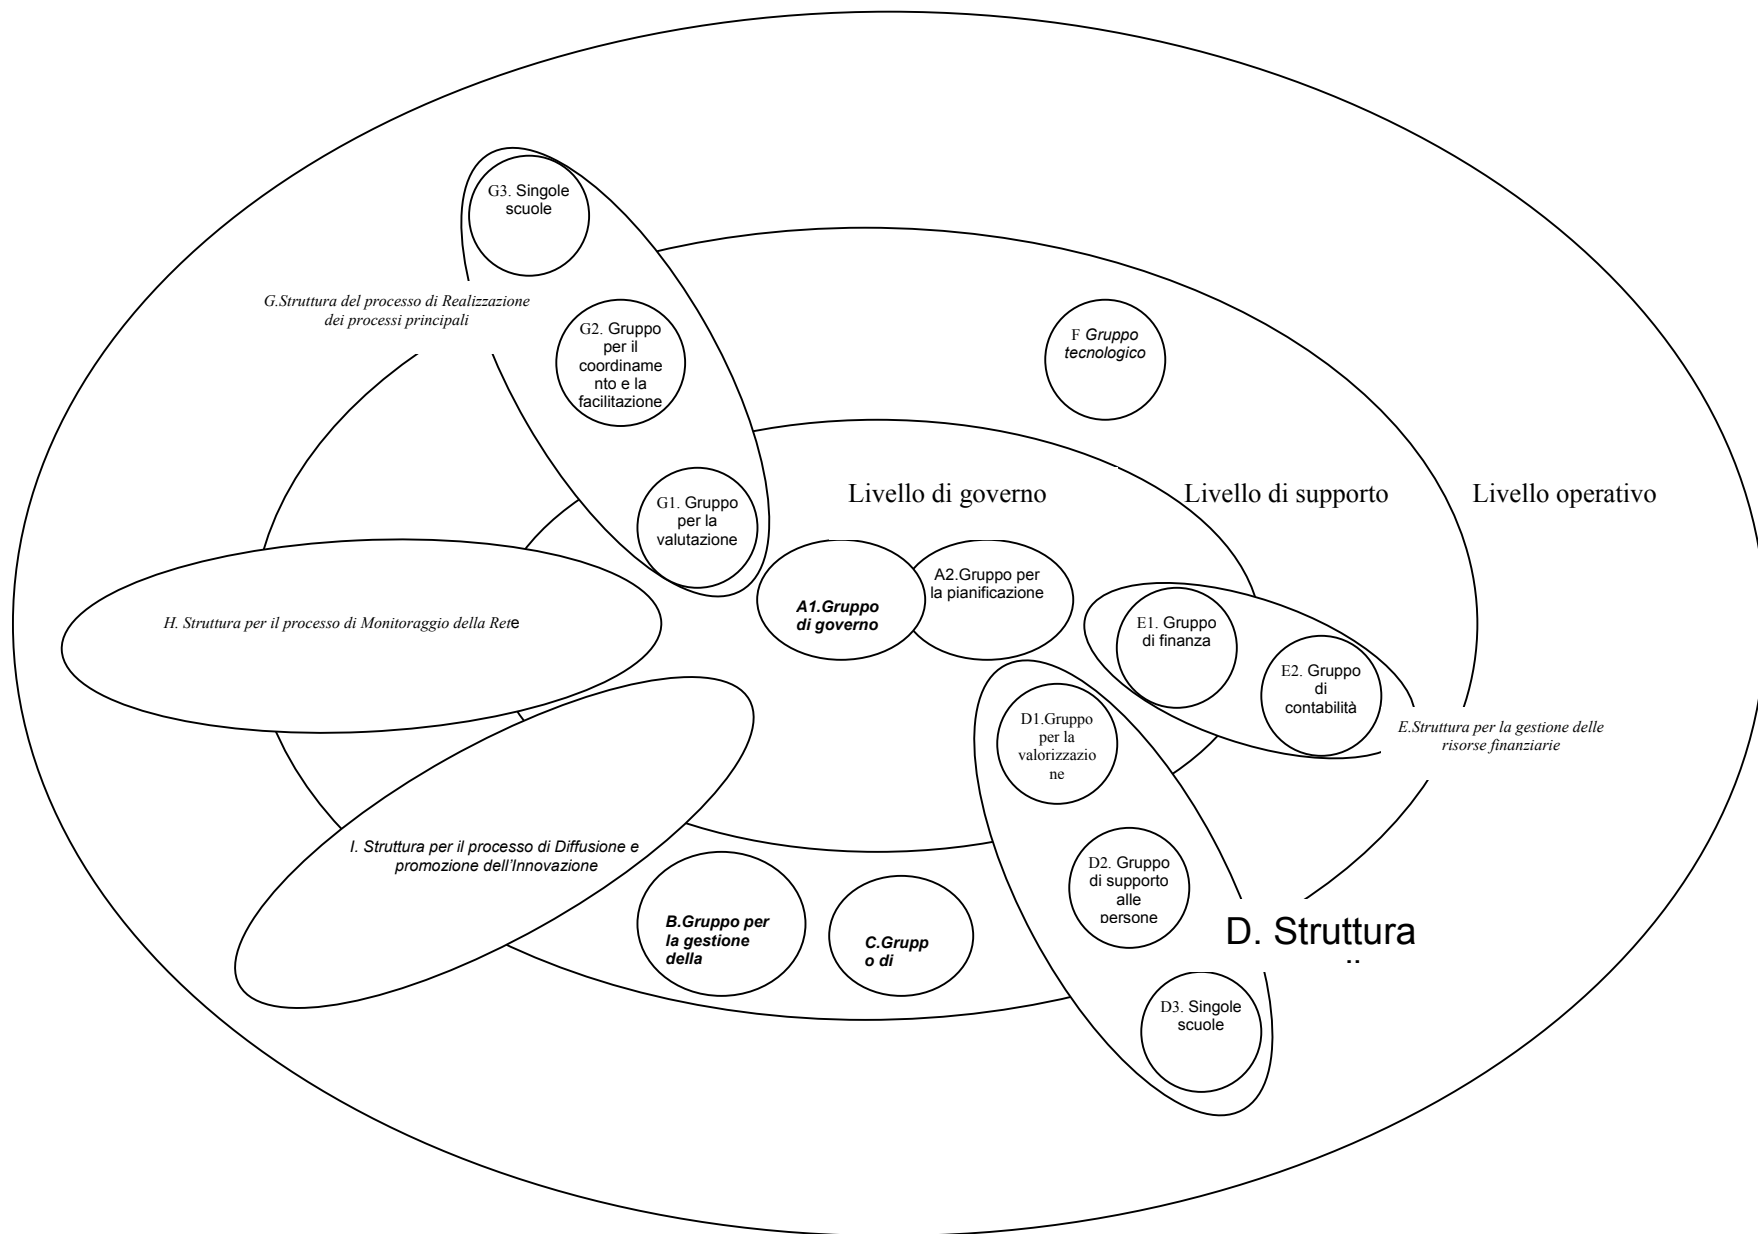 G3. Singole
scuole
G.Struttura del processo di Realizzazione
dei processi principali
G2. Gruppo
per il
coordiname
nto e la
facilitazione
F Gruppo
tecnologico
G1. Gruppo
per la
valutazione
Livello di governo
Livello di supporto
Livello operativo
A1.Gruppo
di governo
A2.Gruppo per
la pianificazione
H. Struttura per il processo di Monitoraggio della Rete
E1. Gruppo
di finanza
E2. Gruppo
di
contabilità
E.Struttura per la gestione delle
risorse finanziarie
D1.Gruppo
per la
valorizzazio
ne
I. Struttura per il processo di Diffusione e
promozione dell'Innovazione
D2. Gruppo
di supporto
alle
persone
B.Gruppo per
la gestione
della
C.Grupp
o di
D. Struttura
D3. Singole
scuole